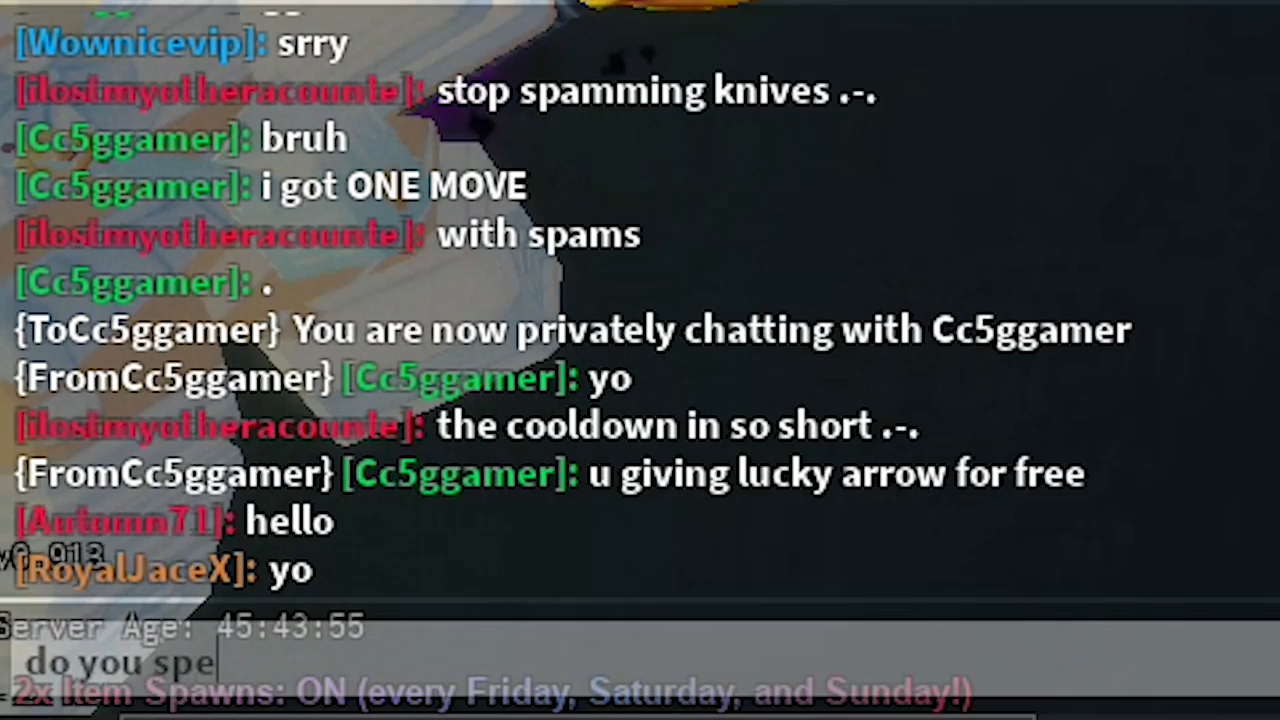 [Wownicevip]: srry
[ilostmyotheracounte]: stop spamming knives .-.
[Cc5ggamer]: bruh
[Cc5ggamer]: i got ONE MOVE
[ilostmyotheracounte]: with spams
[Cc5ggamer]: .
{ToCc5ggamer} You are now privately chatting with Cc5ggamer
{FromCc5ggamer} [Cc5ggamer]: yo
[ilostmyotheracounte]: the cooldown in so short .-.
{FromCc5ggamer} [Cc5ggamer]: u giving lucky arrow for free
[Autumn71]: hello
v0.913
[RoyalJaceX]: yo
Server Age: 45:43:55
do you spe
2x Item Spawns: ON (every Friday, Saturday, and Sunday!)